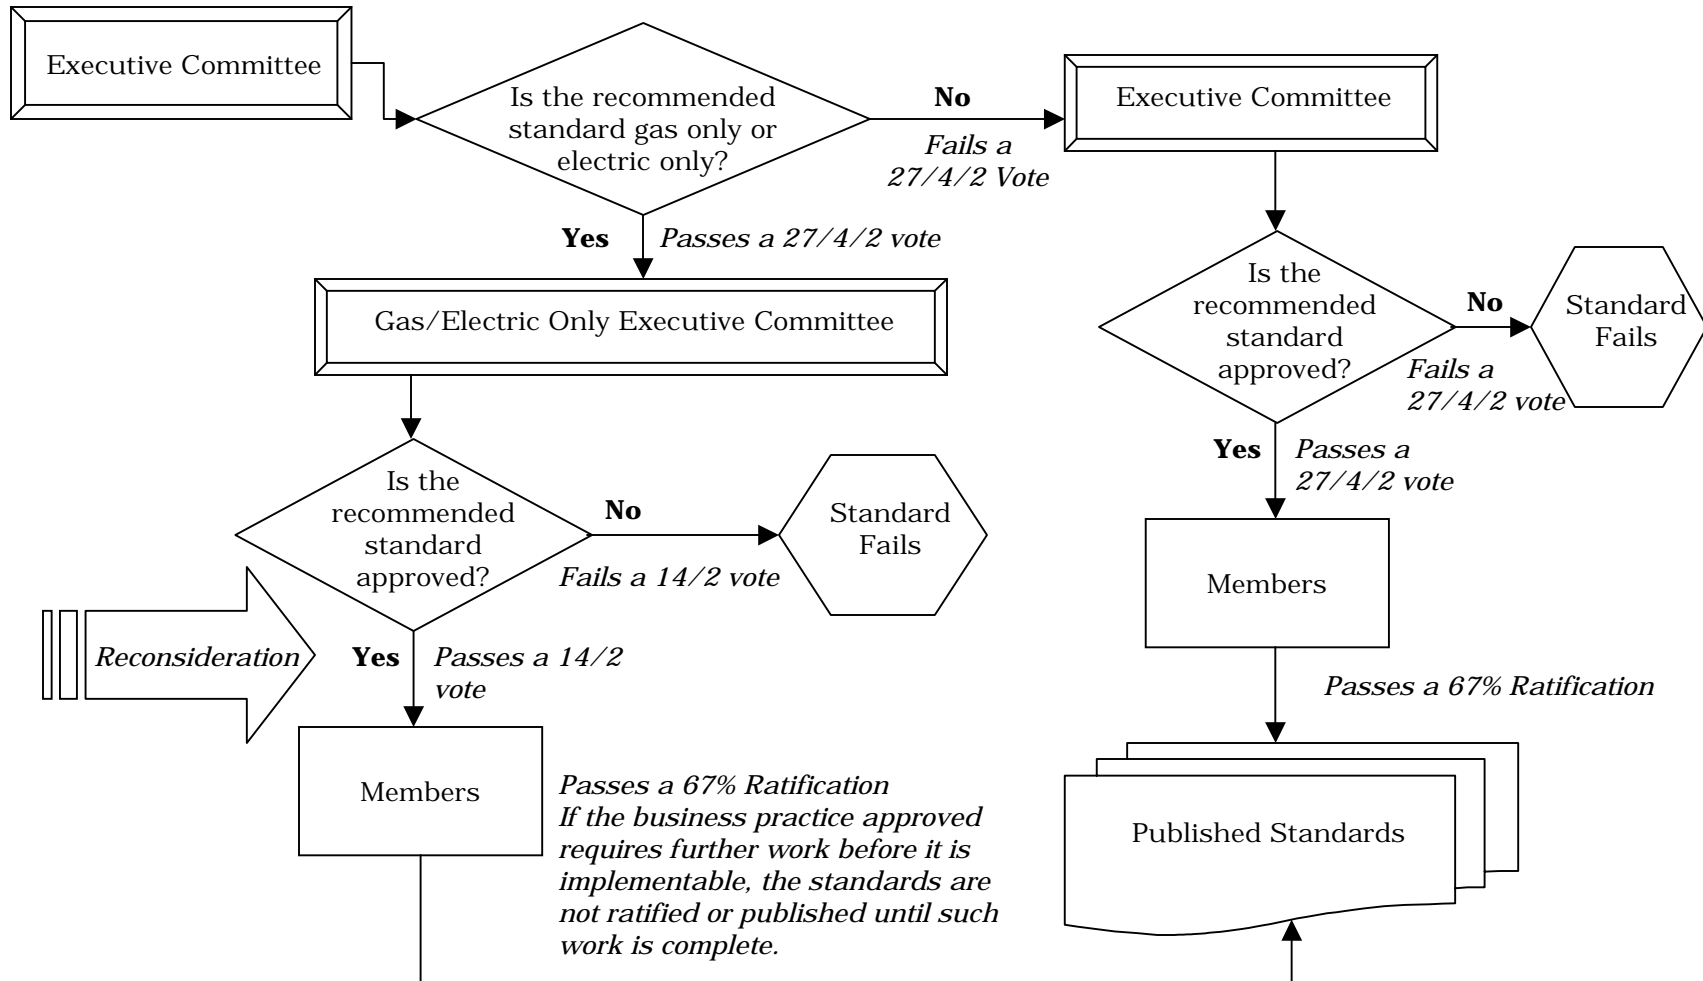 Executive Committee
Is the recommended
standard gas only or
electric only?
No
Fails a
27/4/2 Vote
Executive Committee
Yes
Passes a 27/4/2 vote
Gas/Electric Only Executive Committee
Is the
recommended
standard
approved?
No
Fails a
27/4/2 vote
Standard
Fails
Yes
Passes a
27/4/2 vote
Is the
recommended
standard
approved?
No
Fails a 14/2 vote
Standard
Fails
Members
Reconsideration
Yes
Passes a 14/2
vote
Passes a 67% Ratification
Members
Passes a 67% Ratification
If the business practice approved
requires further work before it is
implementable, the standards are
not ratified or published until such
work is complete.
Published Standards